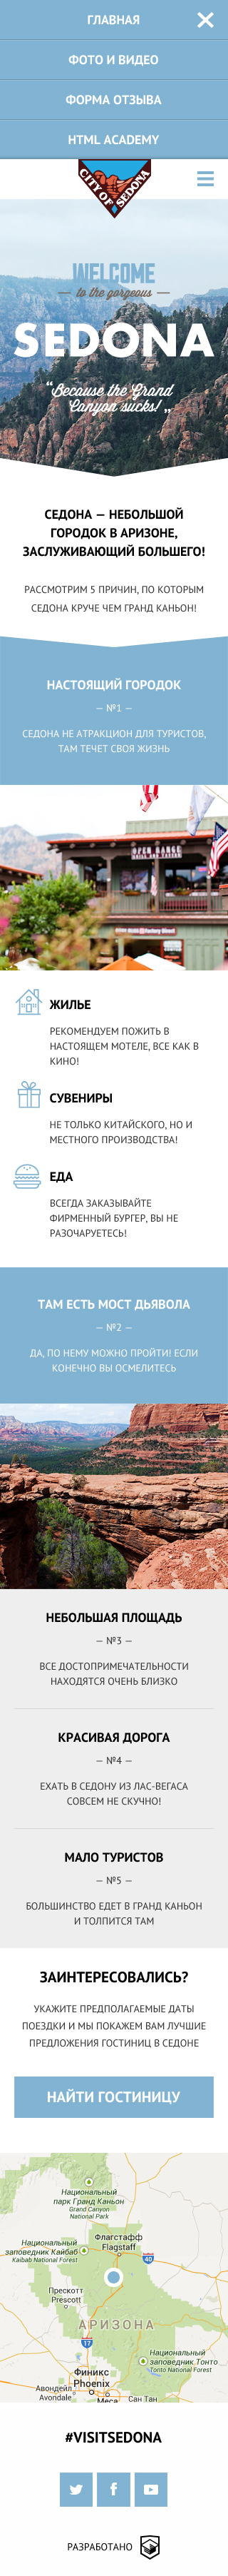 ГЛАВНАЯ
ФОТО И ВИДЕО
ФОРМА ОТЗЫВА
HTML ACADEMY
CITY OF SEDONA
WELCOME
to the gorgeous
SEDONA
“Because the Grand
Canyon sucks!„
СЕДОНА — НЕБОЛЬШОЙ
ГОРОДОК В АРИЗОНЕ,
ЗАСЛУЖИВАЮЩИЙ БОЛЬШЕГО!
РАССМОТРИМ 5 ПРИЧИН, ПО КОТОРЫМ
СЕДОНА КРУЧЕ ЧЕМ ГРАНД КАНЬОН!
НАСТОЯЩИЙ ГОРОДОК
— №1 —
СЕДОНА НЕ АТРАКЦИОН ДЛЯ ТУРИСТОВ,
ТАМ ТЕЧЕТ СВОЯ ЖИЗНЬ
ЖИЛЬЕ
РЕКОМЕНДУЕМ ПОЖИТЬ В
НАСТОЯЩЕМ МОТЕЛЕ, ВСЕ КАК В
КИНО!
СУВЕНИРЫ
НЕ ТОЛЬКО КИТАЙСКОГО, НО И
МЕСТНОГО ПРОИЗВОДСТВА!
ЕДА
ВСЕГДА ЗАКАЗЫВАЙТЕ
ФИРМЕННЫЙ БУРГЕР, ВЫ НЕ
РАЗОЧАРУЕТЕСЬ!
ТАМ ЕСТЬ МОСТ ДЬЯВОЛА
— №2 —
ДА, ПО НЕМУ МОЖНО ПРОЙТИ! ЕСЛИ
КОНЕЧНО ВЫ ОСМЕЛИТЕСЬ
НЕБОЛЬШАЯ ПЛОЩАДЬ
— №3 —
ВСЕ ДОСТОПРИМЕЧАТЕЛЬНОСТИ
НАХОДЯТСЯ ОЧЕНЬ БЛИЗКО
КРАСИВАЯ ДОРОГА
— №4 —
ЕХАТЬ В СЕДОНУ ИЗ ЛАС-ВЕГАСА
СОВСЕМ НЕ СКУЧНО!
МАЛО ТУРИСТОВ
— №5 —
БОЛЬШИНСТВО ЕДЕТ В ГРАНД КАНЬОН
И ТОЛПИТСЯ ТАМ
ЗАИНТЕРЕСОВАЛИСЬ?
УКАЖИТЕ ПРЕДПОЛАГАЕМЫЕ ДАТЫ
ПОЕЗДКИ И МЫ ПОКАЖЕМ ВАМ ЛУЧШИЕ
ПРЕДЛОЖЕНИЯ ГОСТИНИЦ В СЕДОНЕ
НАЙТИ ГОСТИНИЦУ
Национальный
парк Гранд Каньон
Grand Canyon
National Park
Флагстафф
Flagstaff
Национальный
заповедник Кайбаб
Kaibab National Forest
40
Прескотт
Prescott
АРИЗОНА
17
Национальный
заповедник Тонто
Tonto National Forest
Финикс
Phoenix
Авондейл
Avondale
Меса
Сан Тан
#VISITSEDONA
РАЗРАБОТАНО